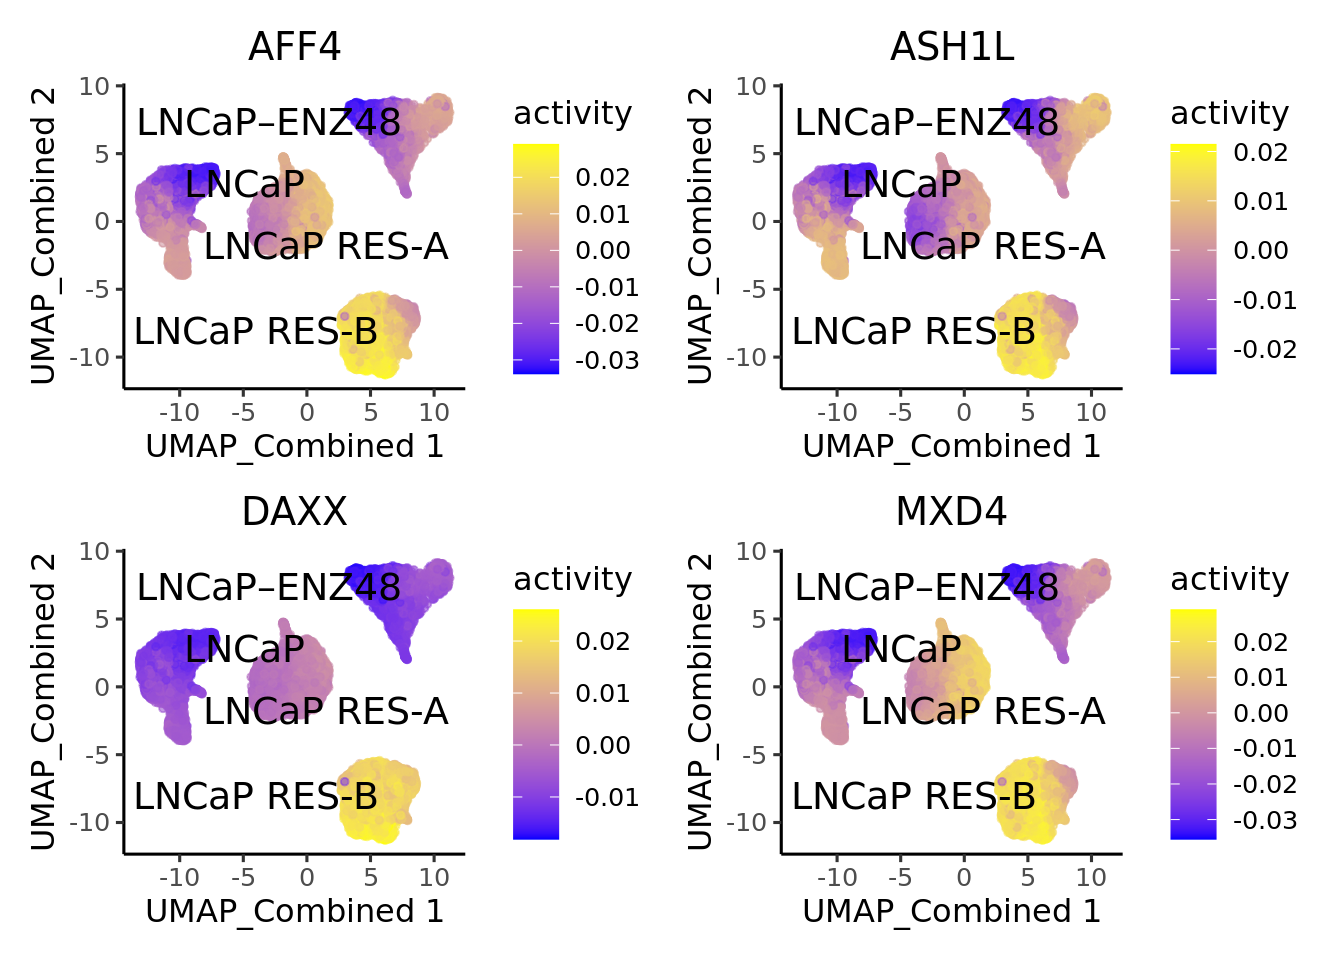 AFF4
UMAP_Combined 2
10
5
0
-5
-10
LNCaP–ENZ48
LNCaP
LNCaP RES-A
LNCaP RES-B
-10 -5 0 5 10
UMAP_Combined 1
activity
0.02
0.01
0.00
-0.01
-0.02
-0.03
ASH1L
UMAP_Combined 2
10
5
0
-5
-10
LNCaP–ENZ48
LNCaP
LNCaP RES-A
LNCaP RES-B
-10 -5 0 5 10
UMAP_Combined 1
activity
0.02
0.01
0.00
-0.01
-0.02
DAXX
UMAP_Combined 2
10
5
0
-5
-10
LNCaP–ENZ48
LNCaP
LNCaP RES-A
LNCaP RES-B
-10 -5 0 5 10
UMAP_Combined 1
activity
0.02
0.01
0.00
-0.01
MXD4
UMAP_Combined 2
10
5
0
-5
-10
LNCaP–ENZ48
LNCaP
LNCaP RES-A
LNCaP RES-B
-10 -5 0 5 10
UMAP_Combined 1
activity
0.02
0.01
0.00
-0.01
-0.02
-0.03